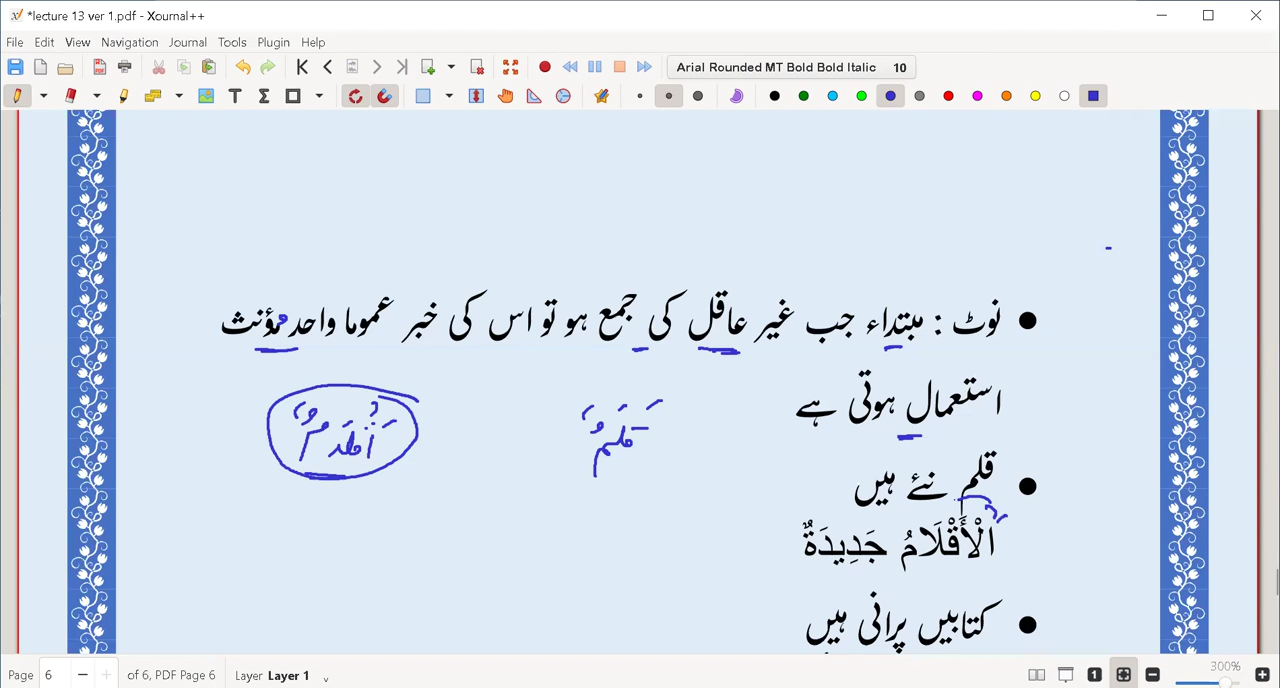 *lecture 13 ver 1.pdf - Xournal++
File Edit View Navigation Journal Tools Plugin Help
Arial Rounded MT Bold Bold Italic 10
نوٹ : مبتداء جب غیر عاقل کی جمع ہو تو اس کی خبر عموما واحد مؤنث
استعمال ہوتی ہے
قَلَمٌ
قلم نئے ہیں
الْأَقْلَامُ جَدِيدَةٌ
کتابیں پرانی ہیں
Page 6 of 6, PDF Page 6 Layer Layer 1 300%